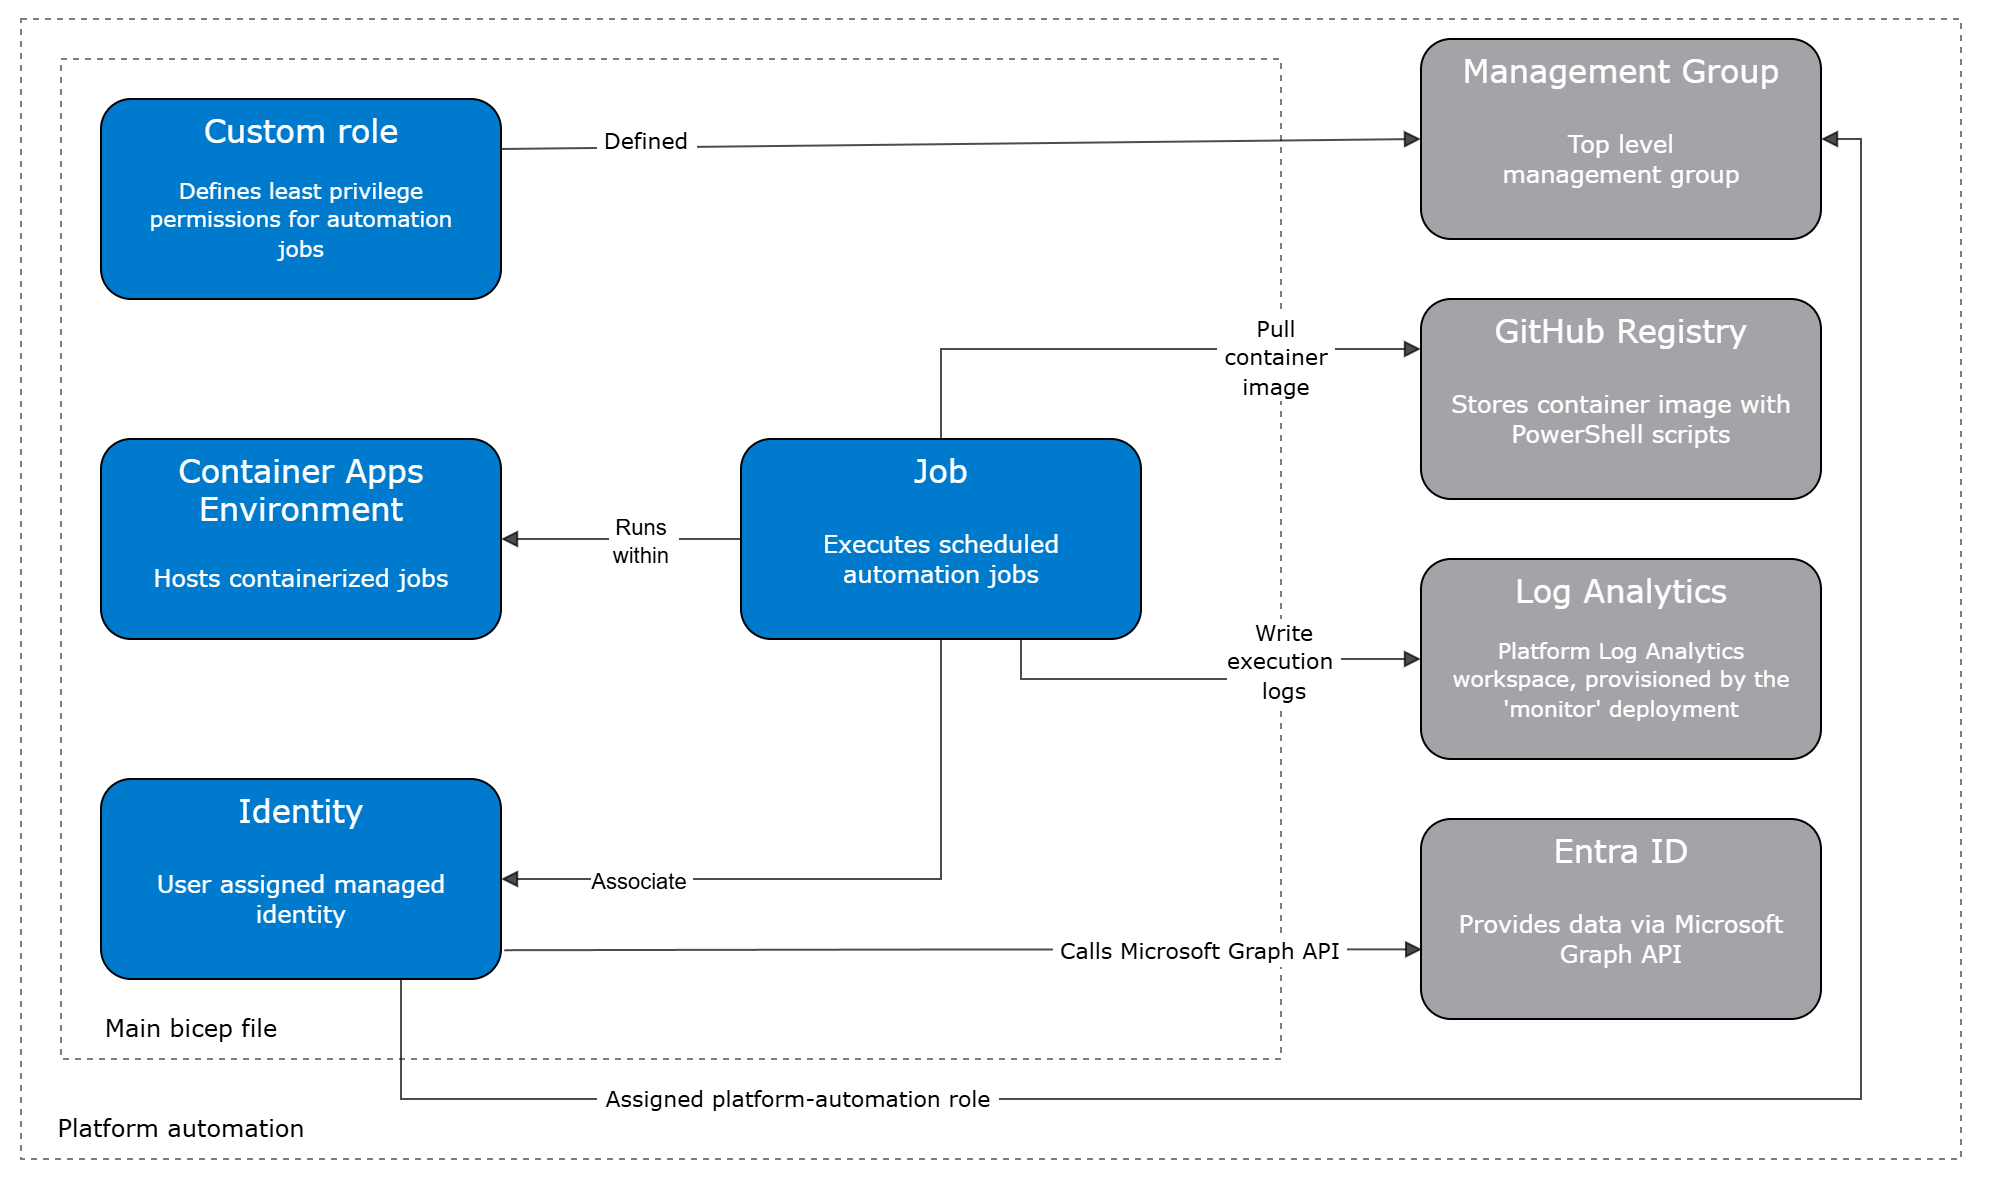 Custom role
Defines least privilege
permissions for automation
jobs
Defined
Management Group
Top level
management group
Pull
container
image
GitHub Registry
Stores container image with
PowerShell scripts
Container Apps
Environment
Hosts containerized jobs
Runs
within
Job
Executes scheduled
automation jobs
Write
execution
logs
Log Analytics
Platform Log Analytics
workspace, provisioned by the
'monitor' deployment
Identity
User assigned managed
identity
Associate
Calls Microsoft Graph API
Entra ID
Provides data via Microsoft
Graph API
Main bicep file
Assigned platform-automation role
Platform automation